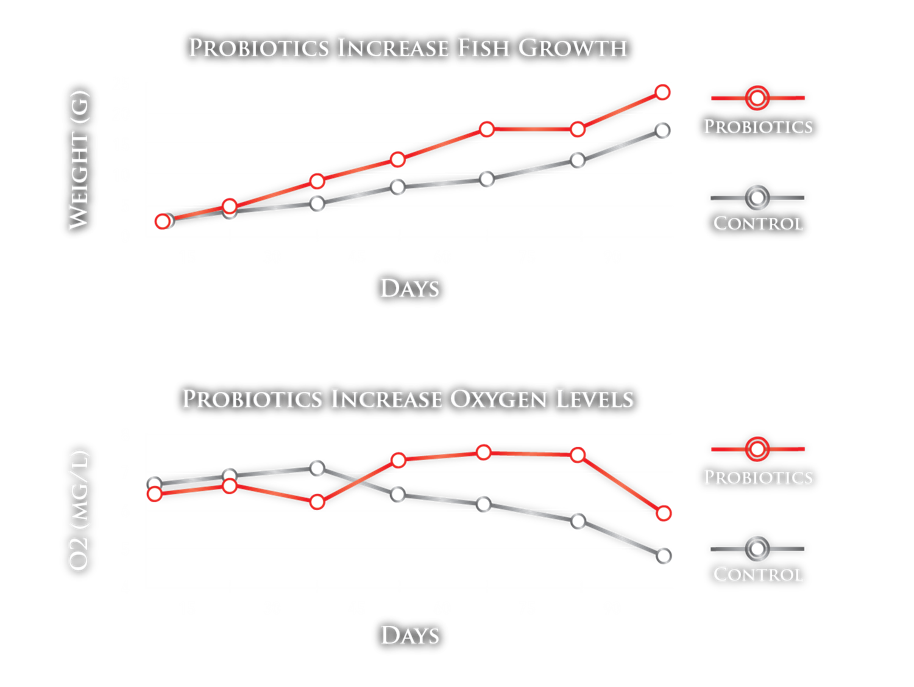 Probiotics Increase Fish Growth
Weight (g)
Probiotics
Control
Days
Probiotics Increase Oxygen Levels
O2 (mg/L)
Probiotics
Control
Days